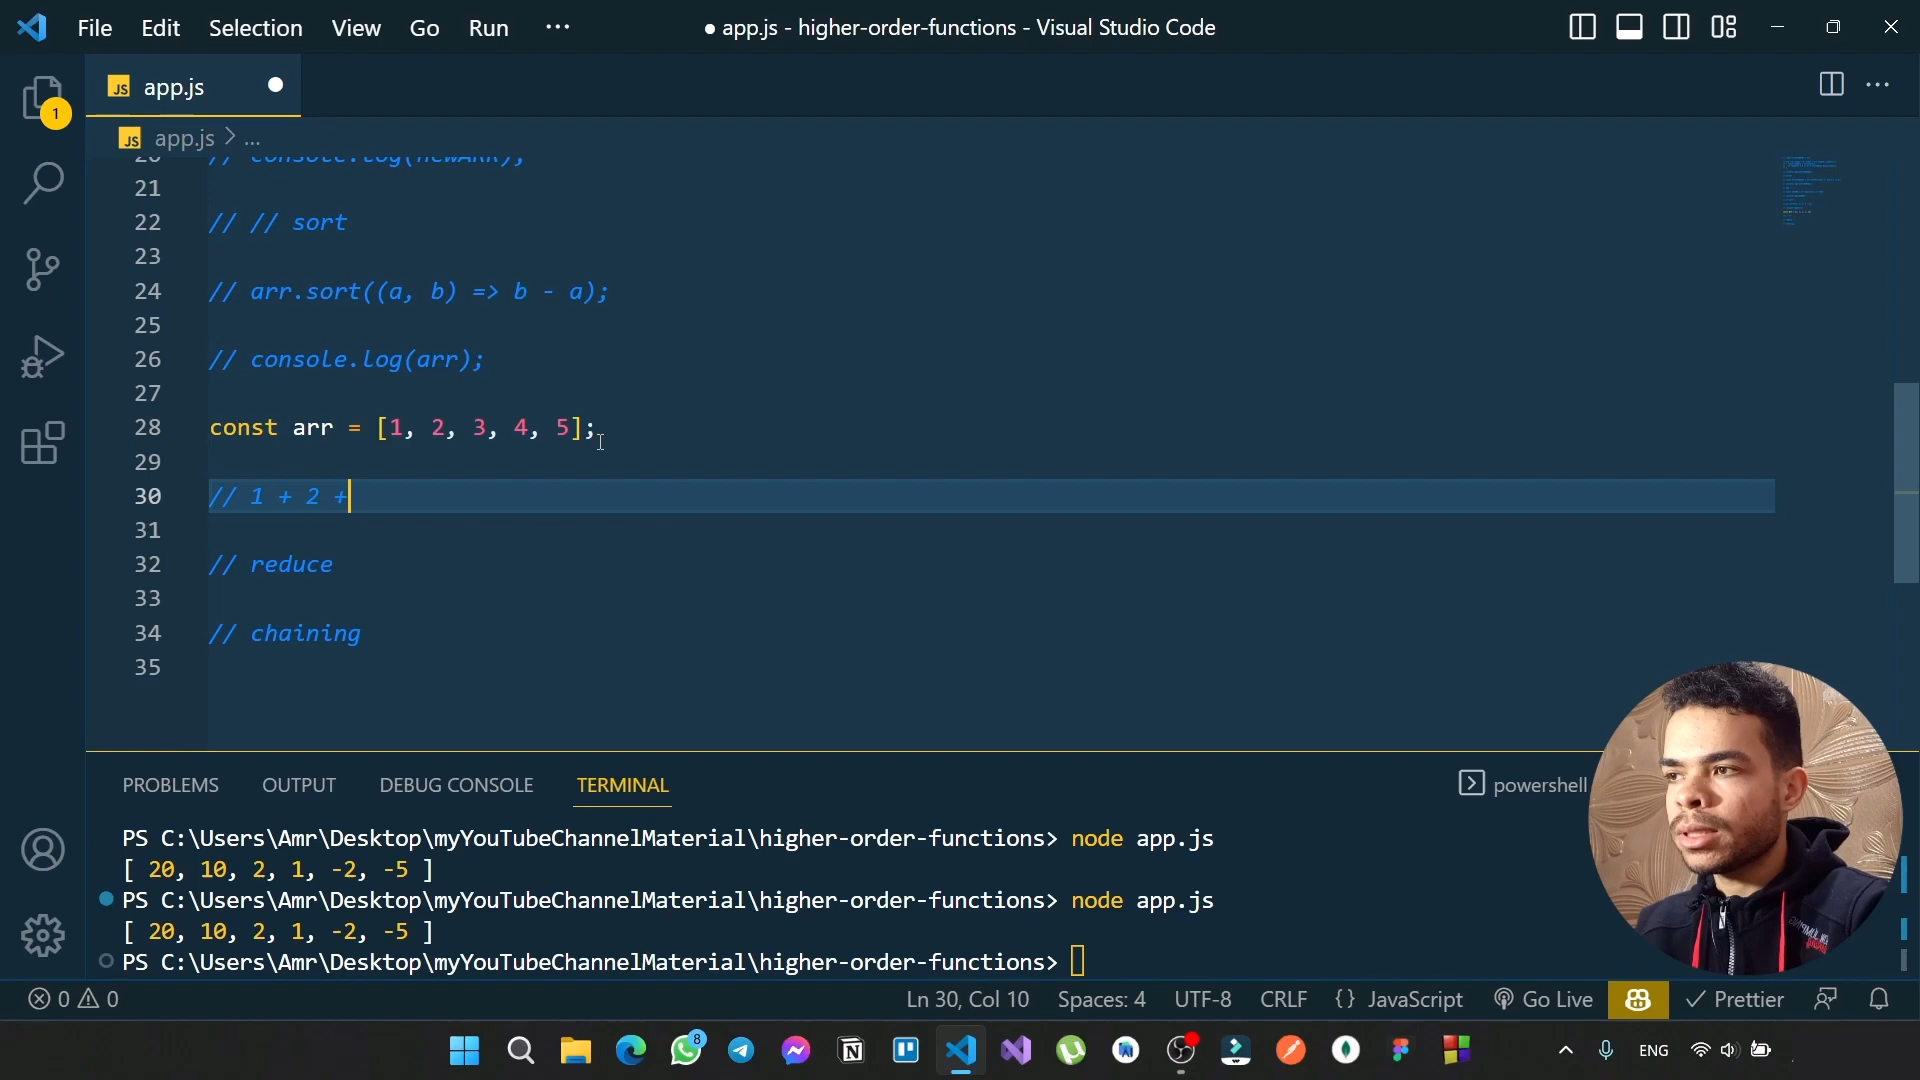 File Edit Selection View Go Run ··· ● app.js - higher-order-functions - Visual Studio Code
JS app.js
1
JS app.js > ...
20 // console.log(newARR);
21
22 // // sort
23
24 // arr.sort((a, b) => b - a);
25
26 // console.log(arr);
27
28 const arr = [1, 2, 3, 4, 5];
29
30 // 1 + 2 +
31
32 // reduce
33
34 // chaining
35
PROBLEMS OUTPUT DEBUG CONSOLE TERMINAL powershell
PS C:\Users\Amr\Desktop\myYouTubeChannelMaterial\higher-order-functions> node app.js
[ 20, 10, 2, 1, -2, -5 ]
PS C:\Users\Amr\Desktop\myYouTubeChannelMaterial\higher-order-functions> node app.js
[ 20, 10, 2, 1, -2, -5 ]
PS C:\Users\Amr\Desktop\myYouTubeChannelMaterial\higher-order-functions>
0 0 Ln 30, Col 10 Spaces: 4 UTF-8 CRLF {} JavaScript Go Live Prettier
8 ENG